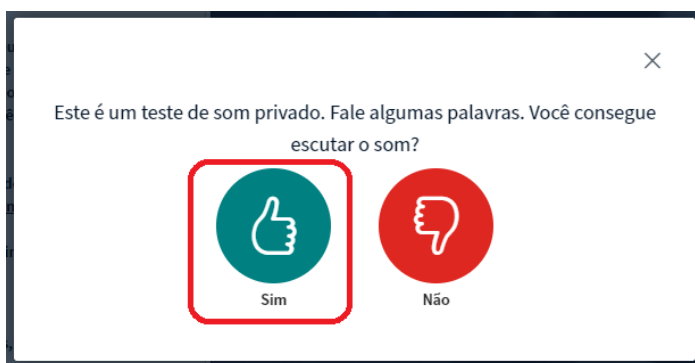 Este é um teste de som privado. Fale algumas palavras. Você consegue
escutar o som?
Sim
Não